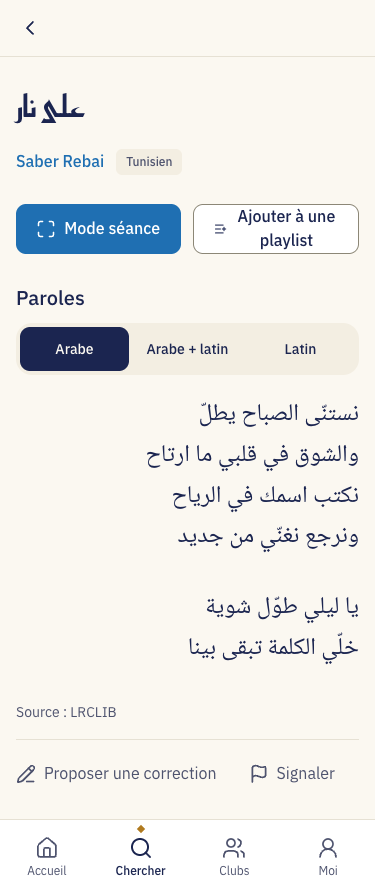 على نار
Saber Rebai
Tunisien
Mode séance
Ajouter à une
playlist
Paroles
Arabe
Arabe + latin
Latin
نستنّى الصباح يطلّ
والشوق في قلبي ما ارتاح
نكتب اسمك في الرياح
ونرجع نغنّي من جديد
يا ليلي طوّل شوية
خلّي الكلمة تبقى بينا
Source : LRCLIB
Proposer une correction
Signaler
Accueil
Chercher
Clubs
Moi